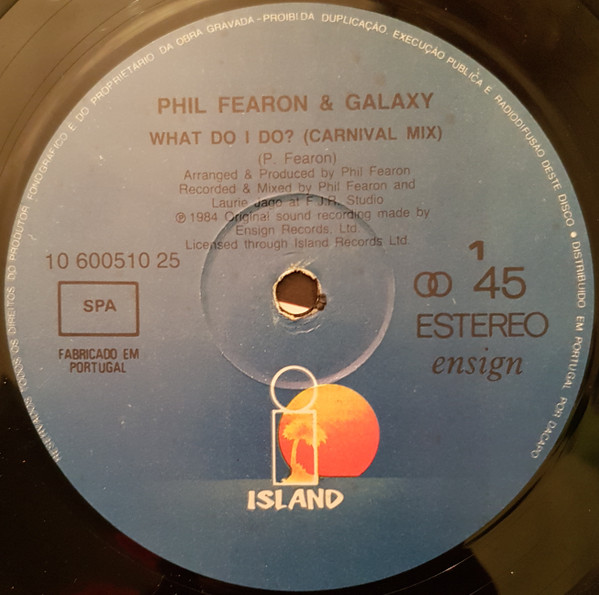 RESERVADOS TODOS OS DIREITOS DO PRODUTOR FONOGRÁFICO E DO PROPRIETÁRIO DA OBRA GRAVADA-PROIBIDA DUPLICAÇÃO, EXECUÇÃO PUBLICA E RADIODIFUSÃO DESTE DISCO • DISTRIBUIDO EM PORTUGAL POR DACAPO
PHIL FEARON & GALAXY
WHAT DO I DO? (CARNIVAL MIX)
(P. Fearon)
Arranged & Produced by Phil Fearon
Recorded & Mixed by Phil Fearon and
Laurie Jago at F.J.R. Studio
℗ 1984 Original sound recording made by
Ensign Records, Ltd.
Licensed through Island Records Ltd.
10 600510 25
SPA
FABRICADO EM
PORTUGAL
1
45
ESTEREO
ensign
i
ISLAND